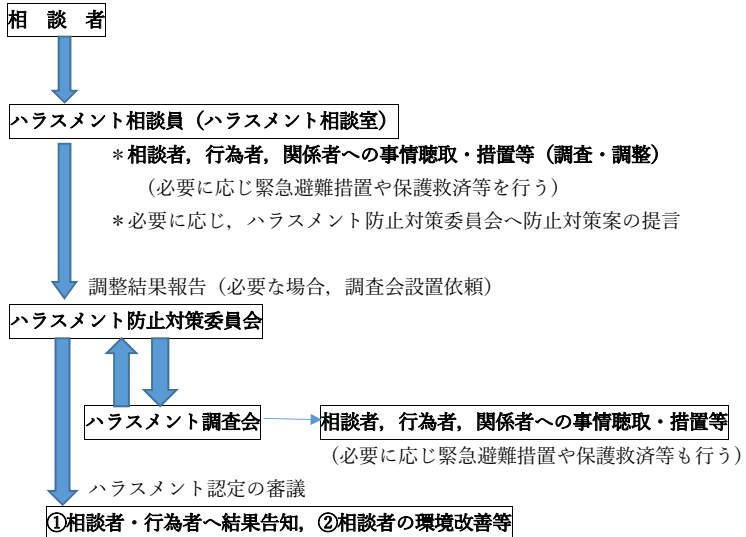 相　談　者
ハラスメント相談員（ハラスメント相談室）
＊相談者，行為者，関係者への事情聴取・措置等（調査・調整）
（必要に応じ緊急避難措置や保護救済等を行う）
＊必要に応じ，ハラスメント防止対策委員会へ防止対策案の提言
調整結果報告（必要な場合，調査会設置依頼）
ハラスメント防止対策委員会
ハラスメント調査会
相談者，行為者，関係者への事情聴取・措置等
（必要に応じ緊急避難措置や保護救済等も行う）
ハラスメント認定の審議
①相談者・行為者へ結果告知，②相談者の環境改善等